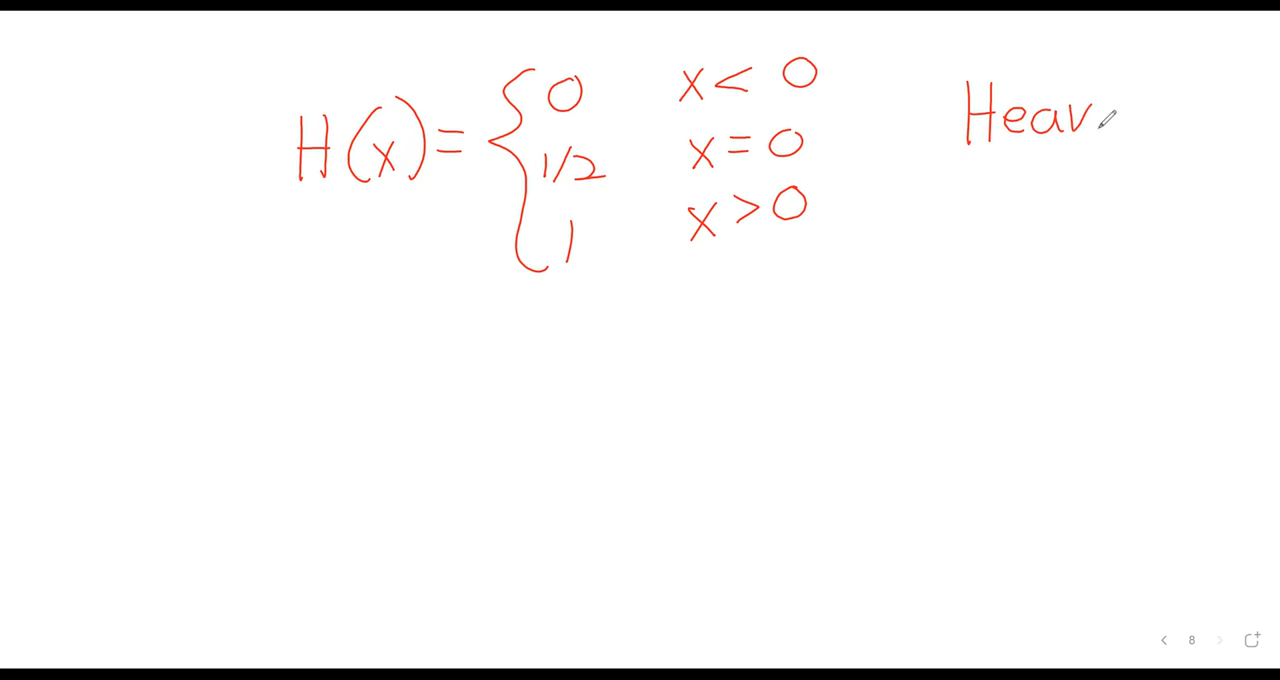 H(x) = { 0 x < 0
1/2 x = 0
1 x > 0
Heav
8